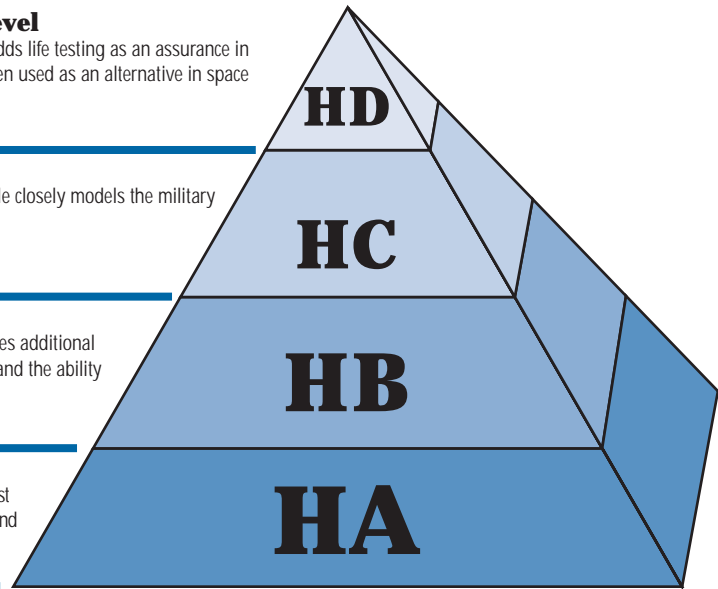 evel
dds life testing as an assurance in
en used as an alternative in space
HD
le closely models the military
HC
es additional
and the ability
HB
st
nd
HA